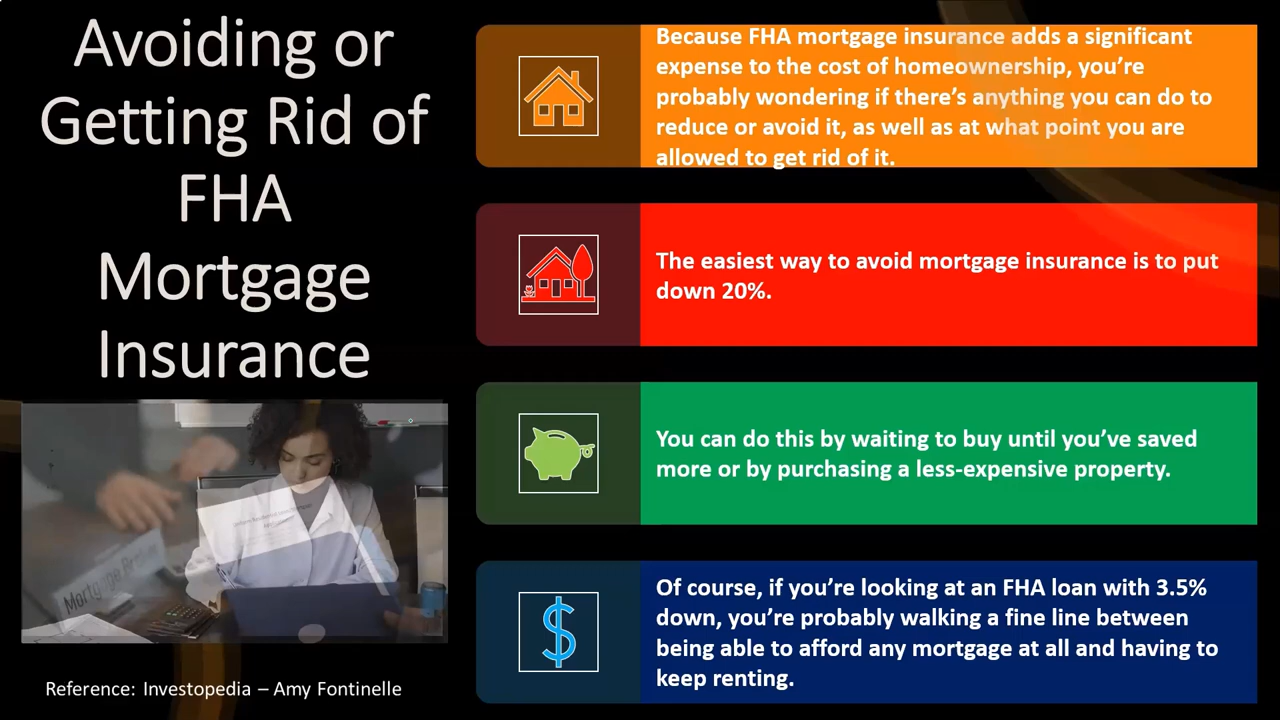 Avoiding or
Getting Rid of
FHA
Mortgage
Insurance
Because FHA mortgage insurance adds a significant
expense to the cost of homeownership, you’re
probably wondering if there’s anything you can do to
reduce or avoid it, as well as at what point you are
allowed to get rid of it.
The easiest way to avoid mortgage insurance is to put
down 20%.
You can do this by waiting to buy until you’ve saved
more or by purchasing a less-expensive property.
Of course, if you’re looking at an FHA loan with 3.5%
down, you’re probably walking a fine line between
being able to afford any mortgage at all and having to
keep renting.
Mortgage
Reference: Investopedia – Amy Fontinelle